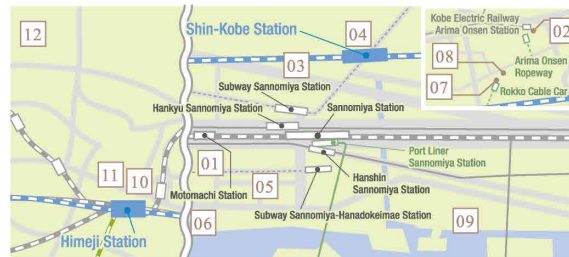 12
Shin-Kobe Station
04
03
Subway Sannomiya Station
Hankyu Sannomiya Station
Sannomiya Station
01
Motomachi Station
05
Port Liner
Sannomiya Station
Hanshin
Sannomiya Station
Subway Sannomiya-Hanadokeimae Station
11
10
06
Himeji Station
09
Kobe Electric Railway
Arima Onsen Station
02
Arima Onsen
Ropeway
08
07
Rokko Cable Car